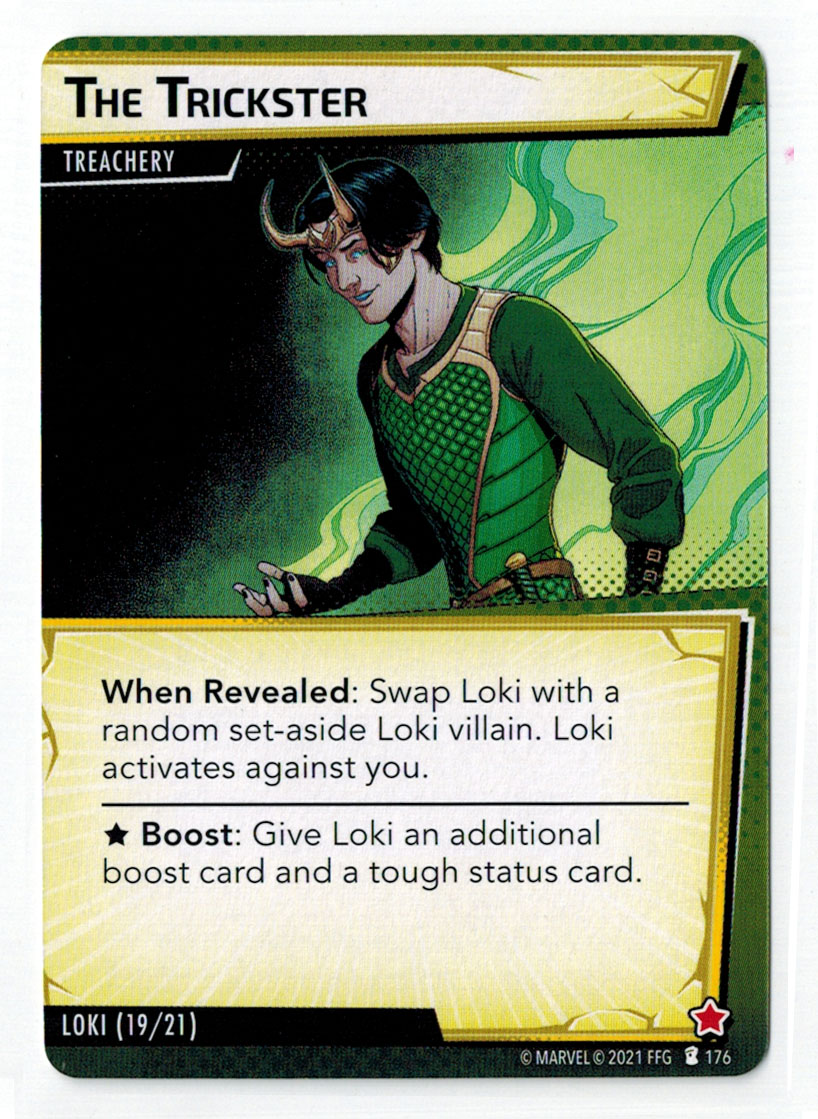 The Trickster
TREACHERY
When Revealed: Swap Loki with a
random set-aside Loki villain. Loki
activates against you.
★ Boost: Give Loki an additional
boost card and a tough status card.
LOKI (19/21)
© MARVEL © 2021 FFG 176